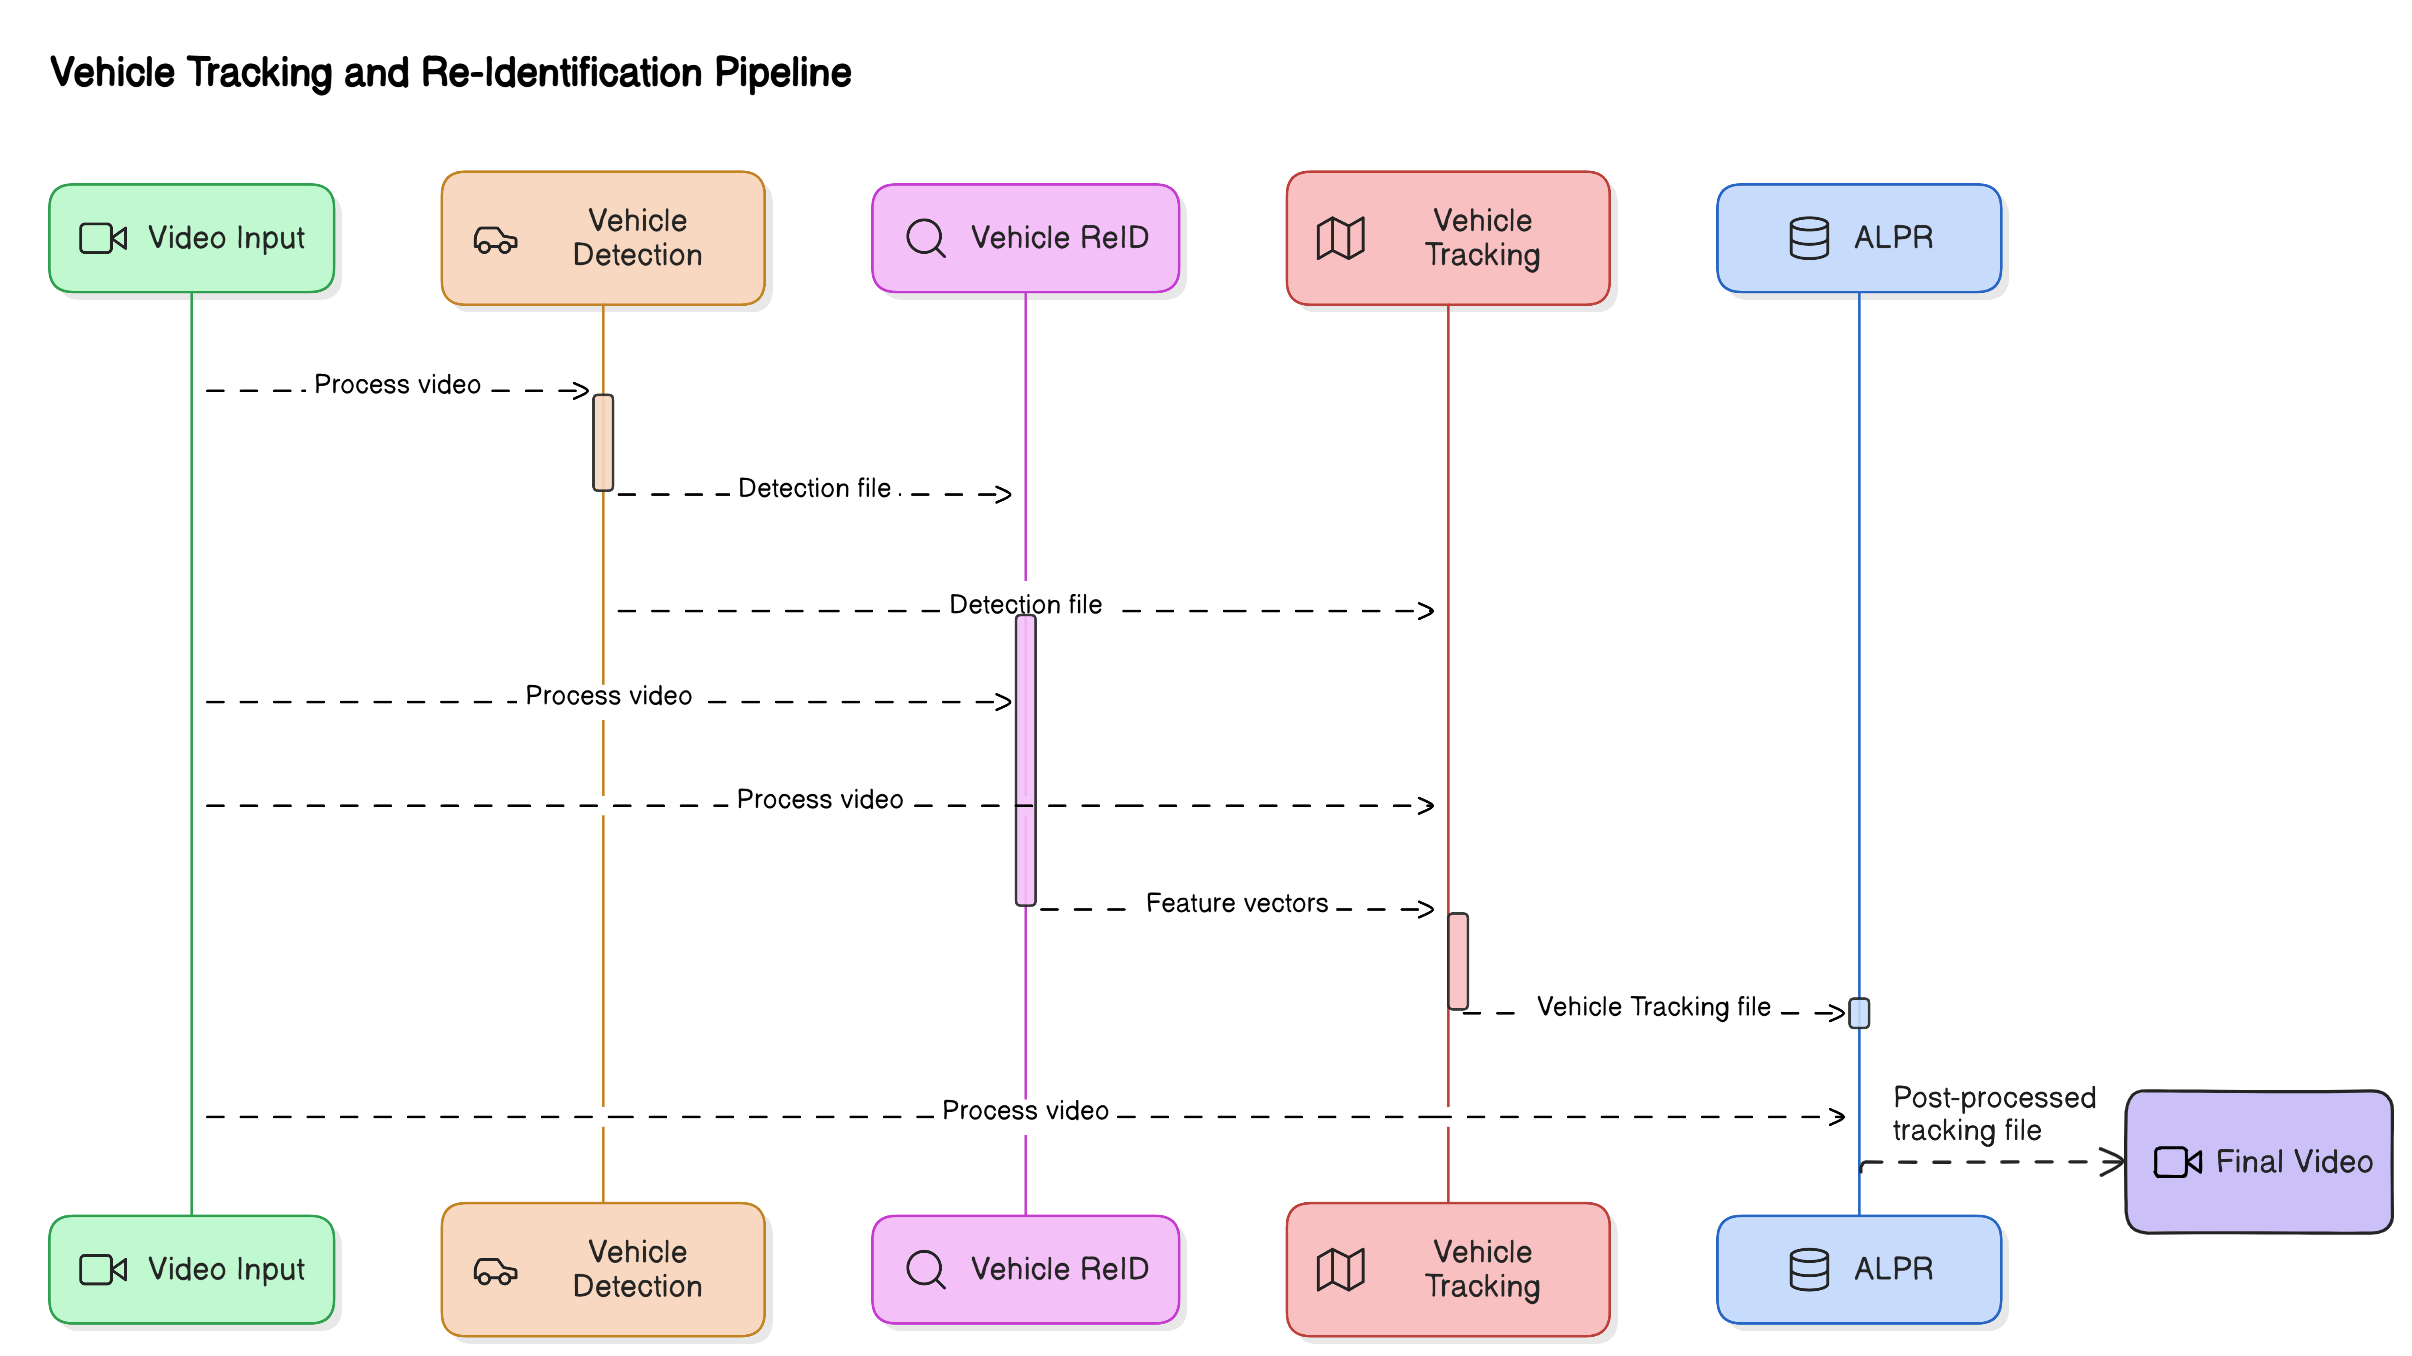 Vehicle Tracking and Re-Identification Pipeline
Video Input
Vehicle
Detection
Vehicle ReID
Vehicle
Tracking
ALPR
Process video
Detection file
Detection file
Process video
Process video
Feature vectors
Vehicle Tracking file
Process video
Post-processed
tracking file
Final Video
Video Input
Vehicle
Detection
Vehicle ReID
Vehicle
Tracking
ALPR